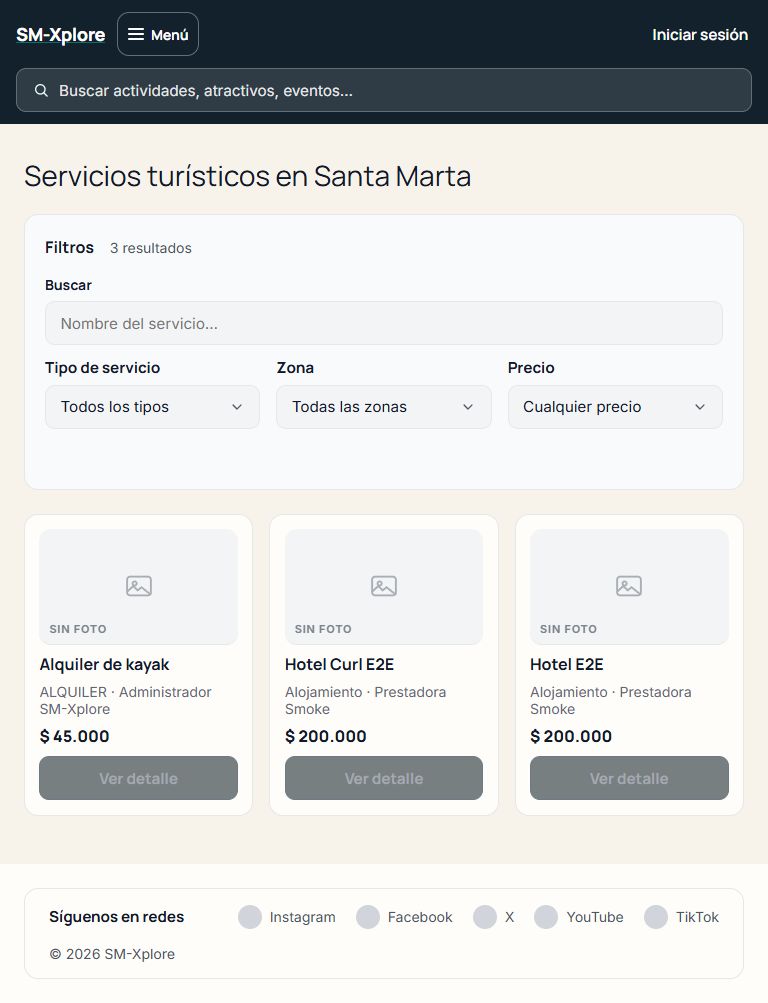 SM-Xplore
Menú
Iniciar sesión
Buscar actividades, atractivos, eventos...
Servicios turísticos en Santa Marta
Filtros 3 resultados
Buscar
Nombre del servicio...
Tipo de servicio Zona Precio
Todos los tipos Todas las zonas Cualquier precio
SIN FOTO
Alquiler de kayak
ALQUILER · Administrador
SM-Xplore
$ 45.000
Ver detalle
SIN FOTO
Hotel Curl E2E
Alojamiento · Prestadora
Smoke
$ 200.000
Ver detalle
SIN FOTO
Hotel E2E
Alojamiento · Prestadora
Smoke
$ 200.000
Ver detalle
Síguenos en redes Instagram Facebook X YouTube TikTok
© 2026 SM-Xplore